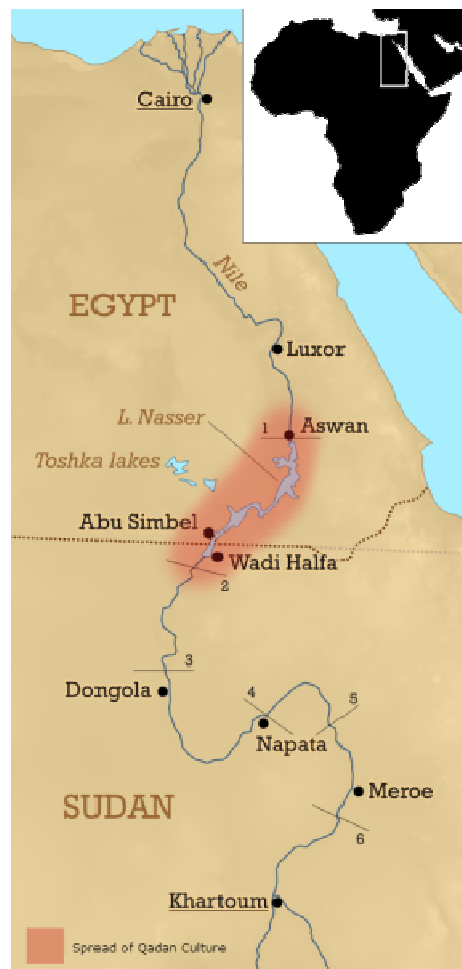 Cairo
Nile
EGYPT
Luxor
L. Nasser
1
Aswan
Toshka lakes
Abu Simbel
Wadi Halfa
2
3
Dongola
4
5
Napata
Meroe
SUDAN
6
Khartoum
Spread of Qadan Culture